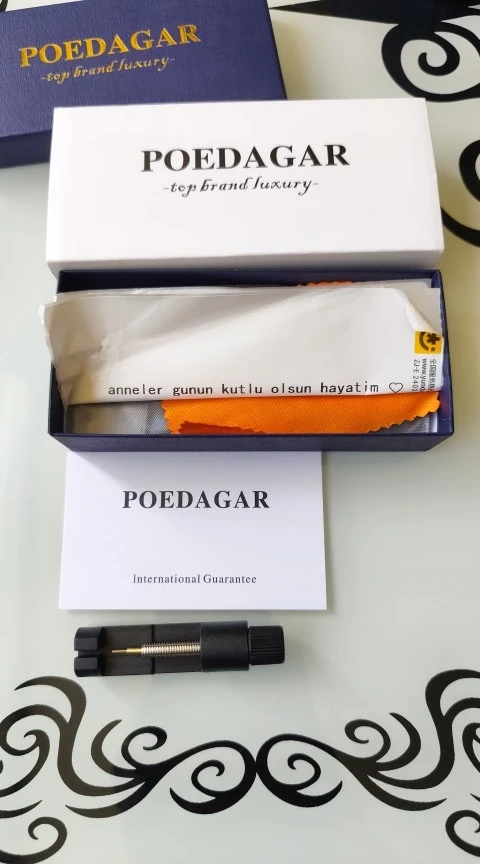 POEDAGAR
-top brand luxury-
POEDAGAR
-top brand luxury-
anneler gunun kutlu olsun hayatim ♡
POEDAGAR
International Guarantee